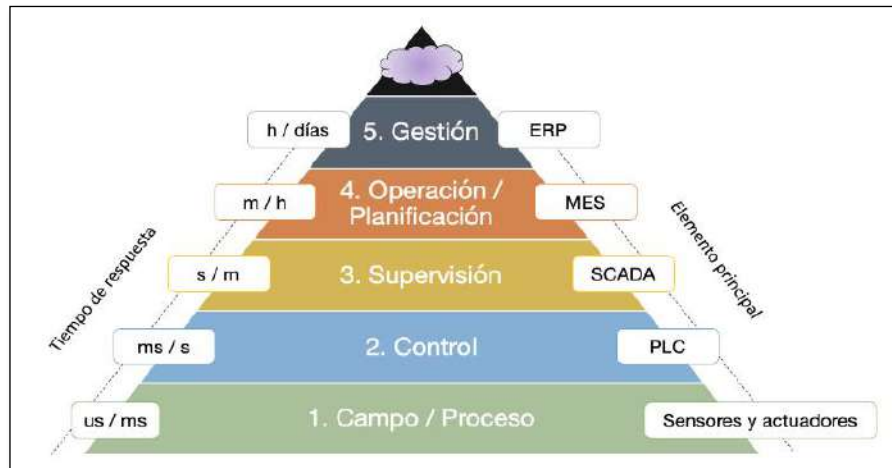 h / días
5. Gestión
ERP
m / h
4. Operación /
Planificación
MES
s / m
3. Supervisión
SCADA
ms / s
2. Control
PLC
us / ms
1. Campo / Proceso
Sensores y actuadores
Tiempo de respuesta
Elemento principal